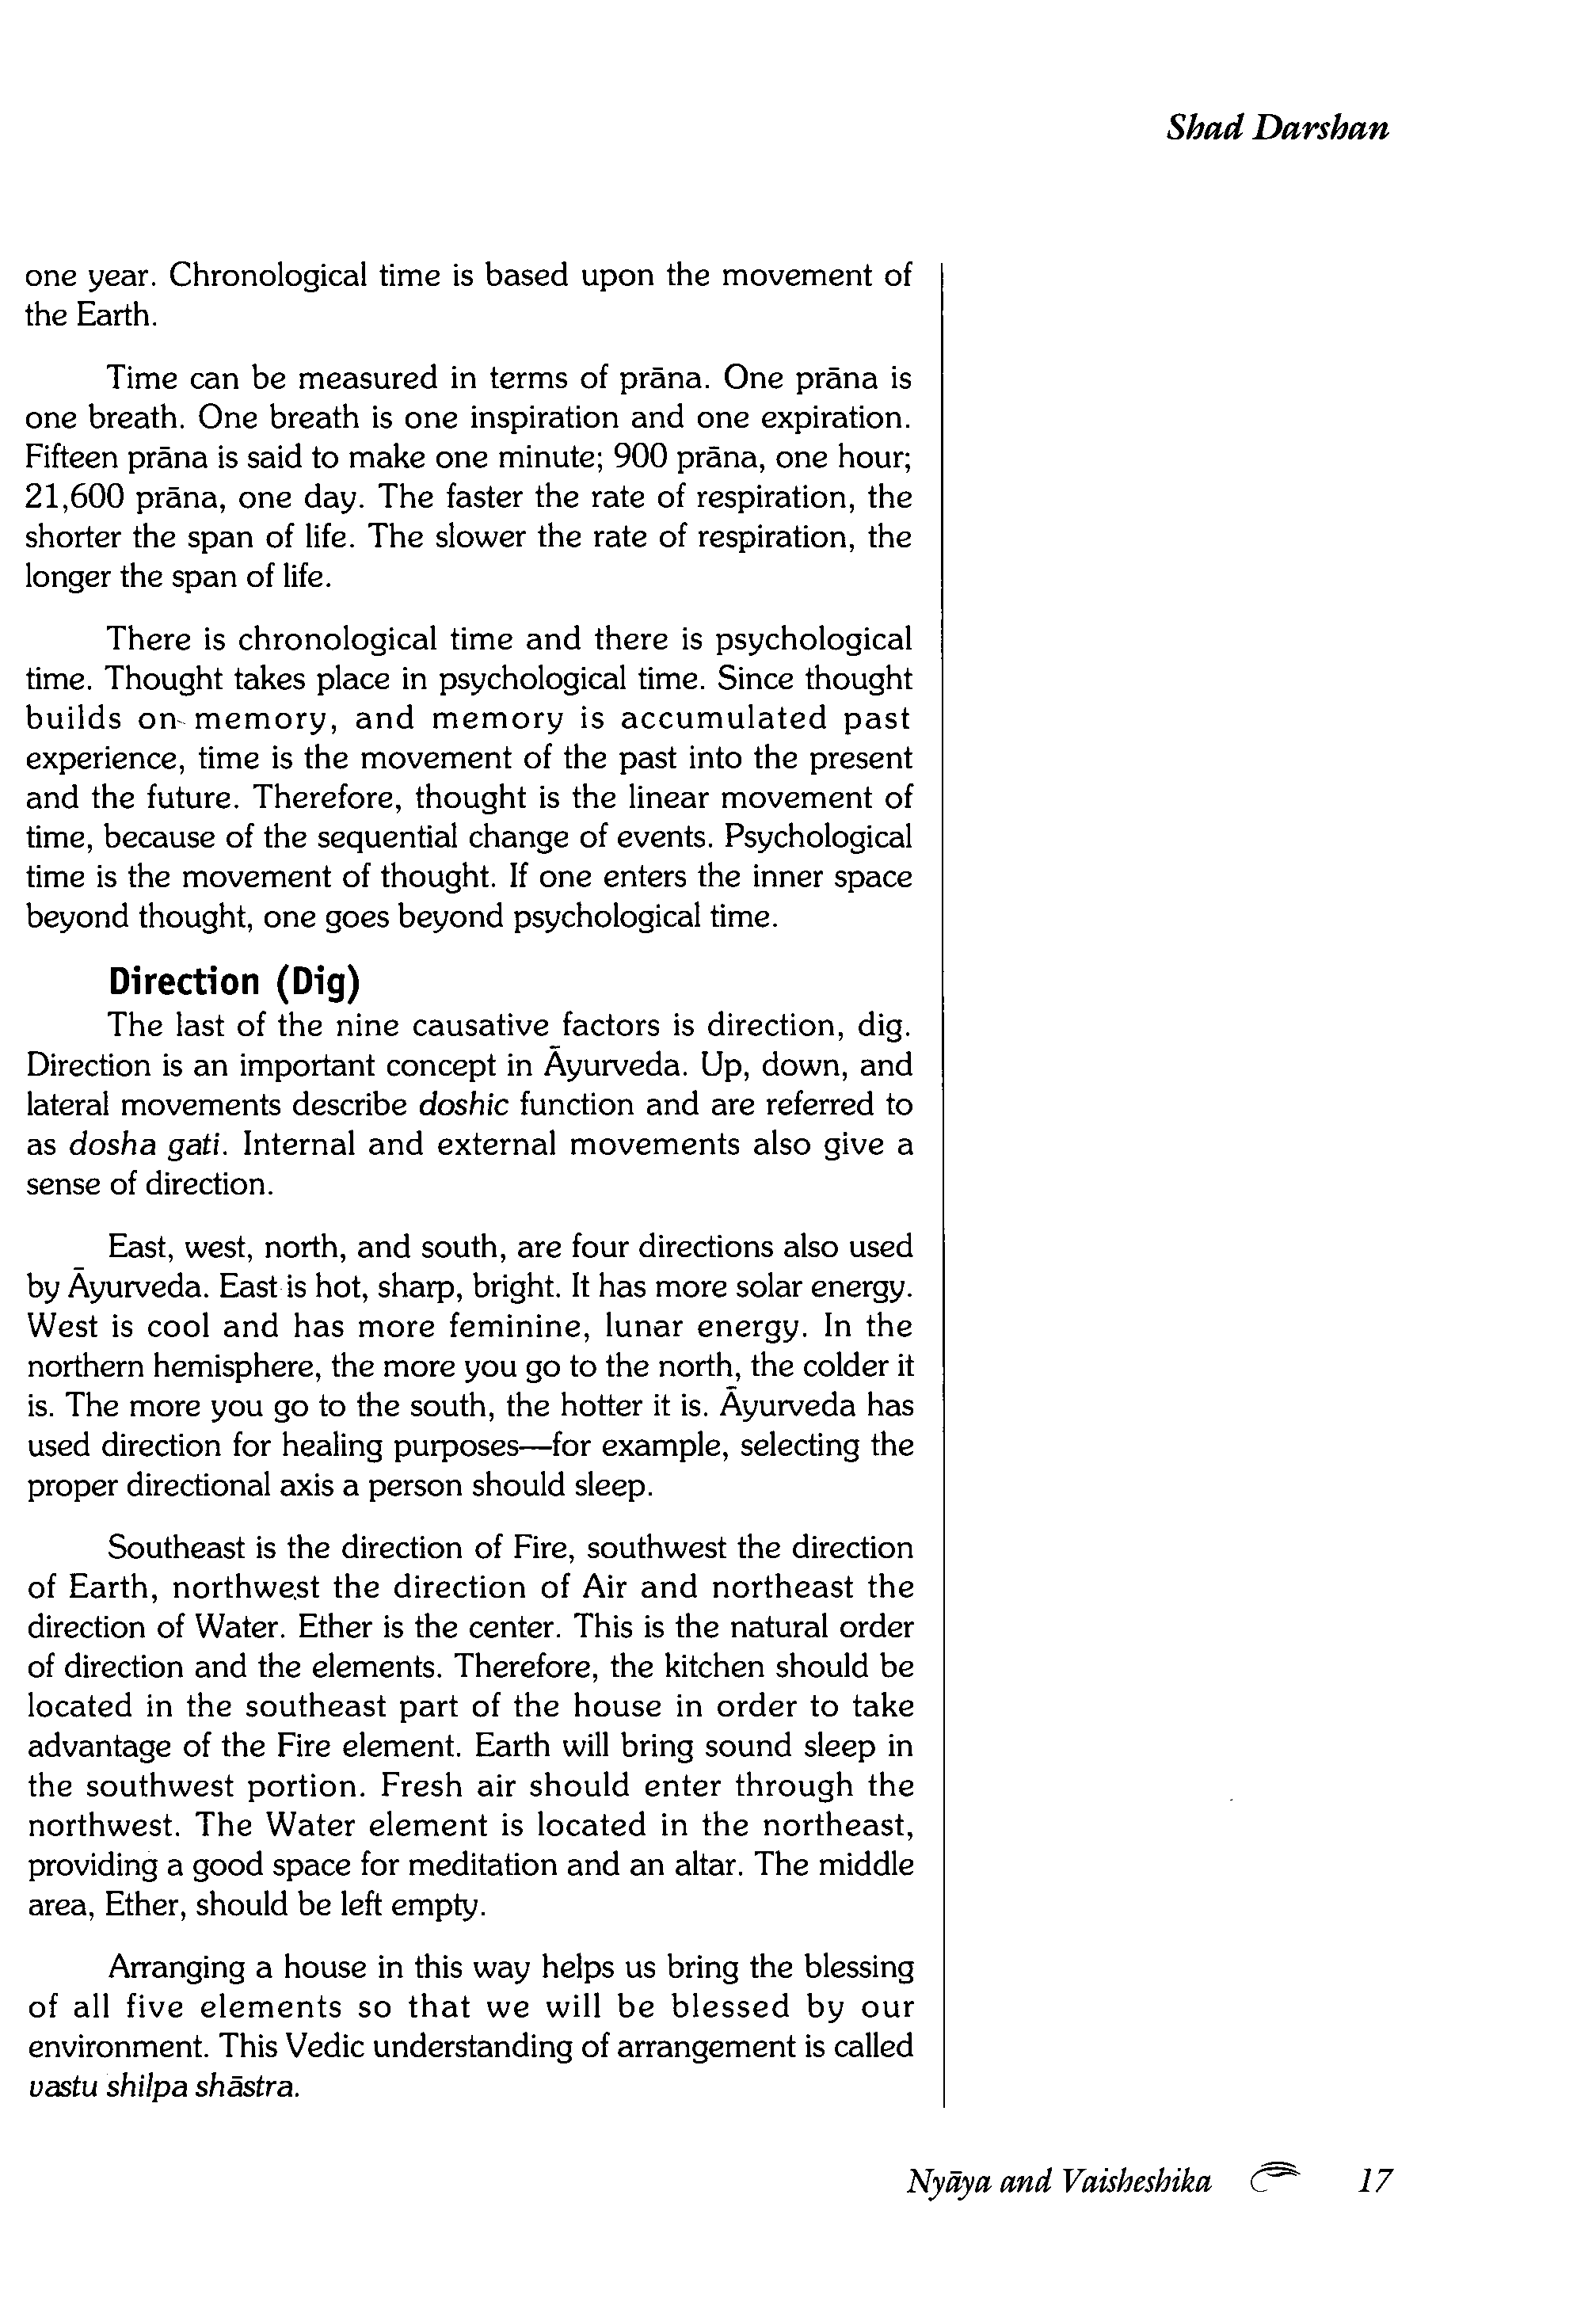 Shad Darshan
one year. Chronological time is based upon the movement of
the Earth.
Time can be measured in terms of prāna. One prāna is
one breath. One breath is one inspiration and one expiration.
Fifteen prāna is said to make one minute; 900 prāna, one hour;
21,600 prāna, one day. The faster the rate of respiration, the
shorter the span of life. The slower the rate of respiration, the
longer the span of life.
There is chronological time and there is psychological
time. Thought takes place in psychological time. Since thought
builds on memory, and memory is accumulated past
experience, time is the movement of the past into the present
and the future. Therefore, thought is the linear movement of
time, because of the sequential change of events. Psychological
time is the movement of thought. If one enters the inner space
beyond thought, one goes beyond psychological time.
Direction (Dig)
The last of the nine causative factors is direction, dig.
Direction is an important concept in Āyurveda. Up, down, and
lateral movements describe doshic function and are referred to
as dosha gati. Internal and external movements also give a
sense of direction.
East, west, north, and south, are four directions also used
by Āyurveda. East is hot, sharp, bright. It has more solar energy.
West is cool and has more feminine, lunar energy. In the
northern hemisphere, the more you go to the north, the colder it
is. The more you go to the south, the hotter it is. Āyurveda has
used direction for healing purposes—for example, selecting the
proper directional axis a person should sleep.
Southeast is the direction of Fire, southwest the direction
of Earth, northwest the direction of Air and northeast the
direction of Water. Ether is the center. This is the natural order
of direction and the elements. Therefore, the kitchen should be
located in the southeast part of the house in order to take
advantage of the Fire element. Earth will bring sound sleep in
the southwest portion. Fresh air should enter through the
northwest. The Water element is located in the northeast,
providing a good space for meditation and an altar. The middle
area, Ether, should be left empty.
Arranging a house in this way helps us bring the blessing
of all five elements so that we will be blessed by our
environment. This Vedic understanding of arrangement is called
vastu shilpa shāstra.
Nyāya and Vaisheshika 17